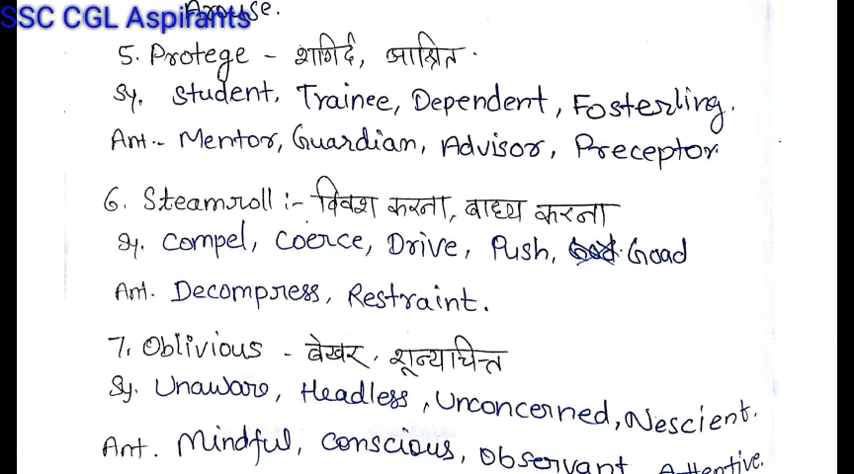 Arouse.
SSC CGL Aspirants
5. Protege - शागिर्द, आश्रित.
Sy. Student, Trainee, Dependent, Fosterling.
Ant:- Mentor, Guardian, Advisor, Preceptor.
6. Steamroll :- विवश करना, बाध्य करना
Sy. Compel, Coerce, Drive, Push, Goad
Ant. Decompress, Restraint.
7. Oblivious - बेखर, शून्यचित्त
Sy. Unaware, Headless, Unconcerned, Nescient.
Ant. Mindful, Conscious, Observant, Attentive.